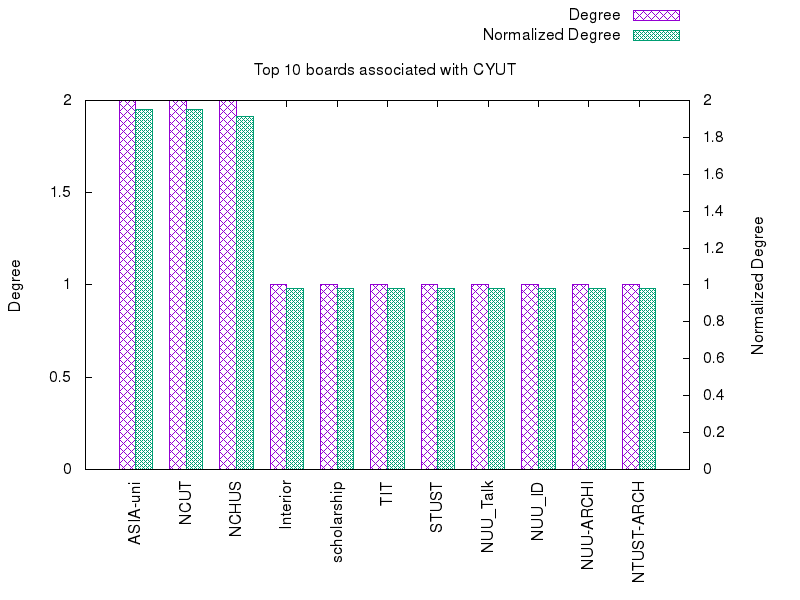 Degree
Normalized Degree
Top 10 boards associated with CYUT
2
1.5
1
0.5
0
2
1.8
1.6
1.4
1.2
1
0.8
0.6
0.4
0.2
0
Degree
Normalized Degree
ASIA-uni
NCUT
NCHUS
Interior
scholarship
TIT
STUST
NUU_Talk
NUU_ID
NUU-ARCHI
NTUST-ARCH